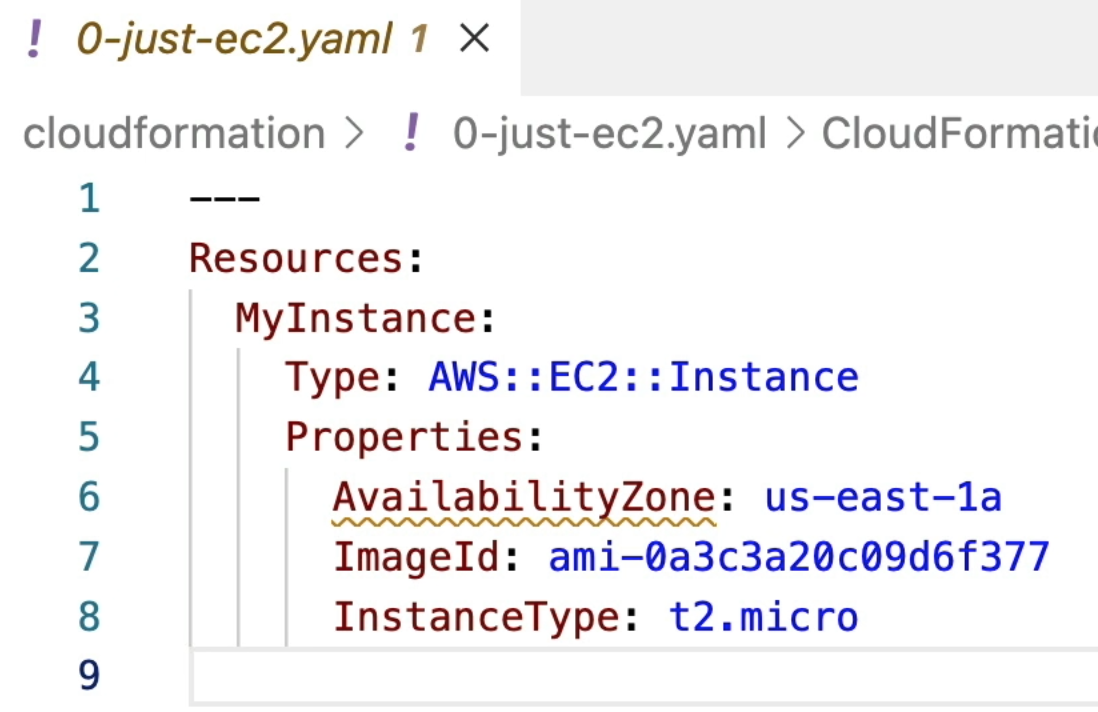 ! 0-just-ec2.yaml 1 ×
cloudformation > ! 0-just-ec2.yaml >
1 ---
2 Resources:
3   MyInstance:
4     Type: AWS::EC2::Instance
5     Properties:
6       AvailabilityZone: us-east-1a
7       ImageId: ami-0a3c3a20c09d6f377
8       InstanceType: t2.micro
9